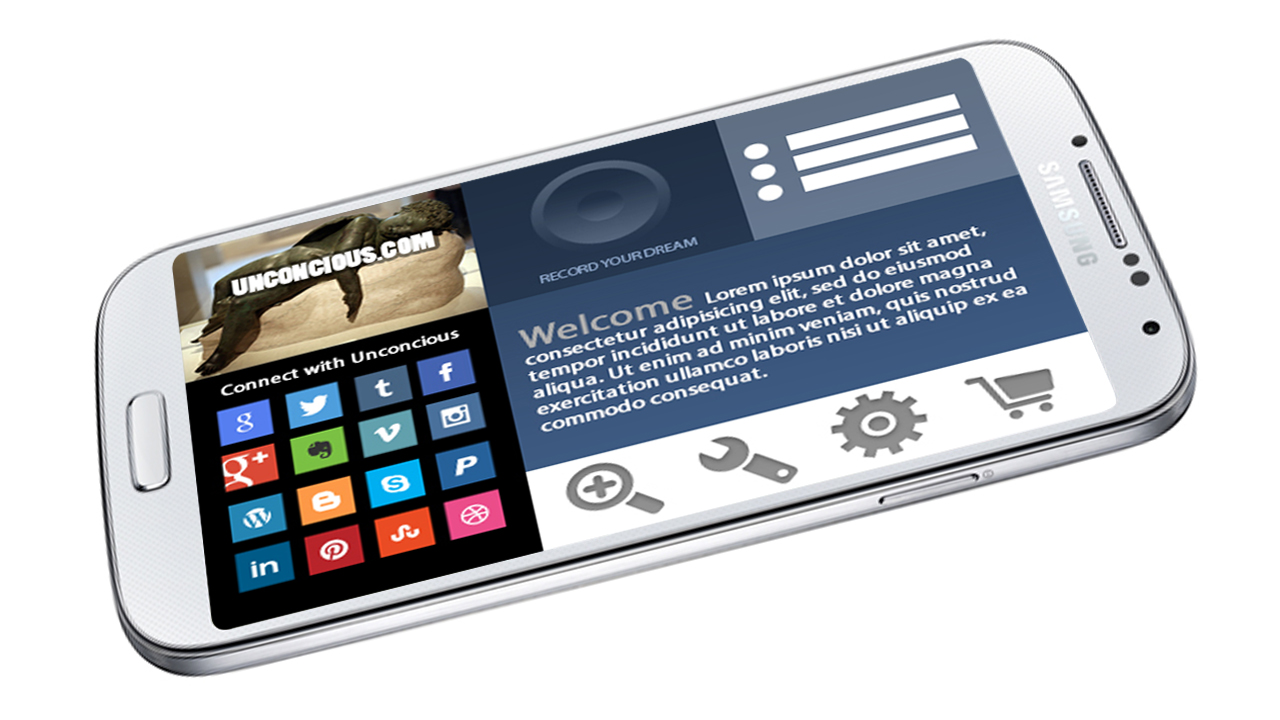 UNCONCIOUS.COM
Connect with Unconcious
g
t
f
g+
in
RECORD YOUR DREAM
Welcome Lorem ipsum dolor sit amet,
consectetur adipisicing elit, sed do eiusmod
tempor incididunt ut labore et dolore magna
aliqua. Ut enim ad minim veniam, quis nostrud
exercitation ullamco laboris nisi ut aliquip ex ea
commodo consequat.
SAMSUNG